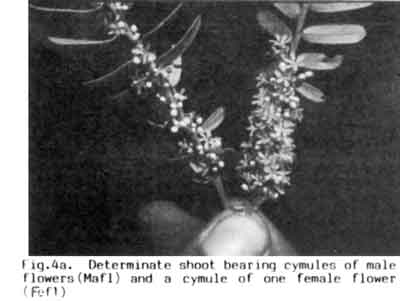 Fig.4a. Determinate shoot bearing cymules of male
flowers(Mafl) and a cymule of one female flower
(Fefl)